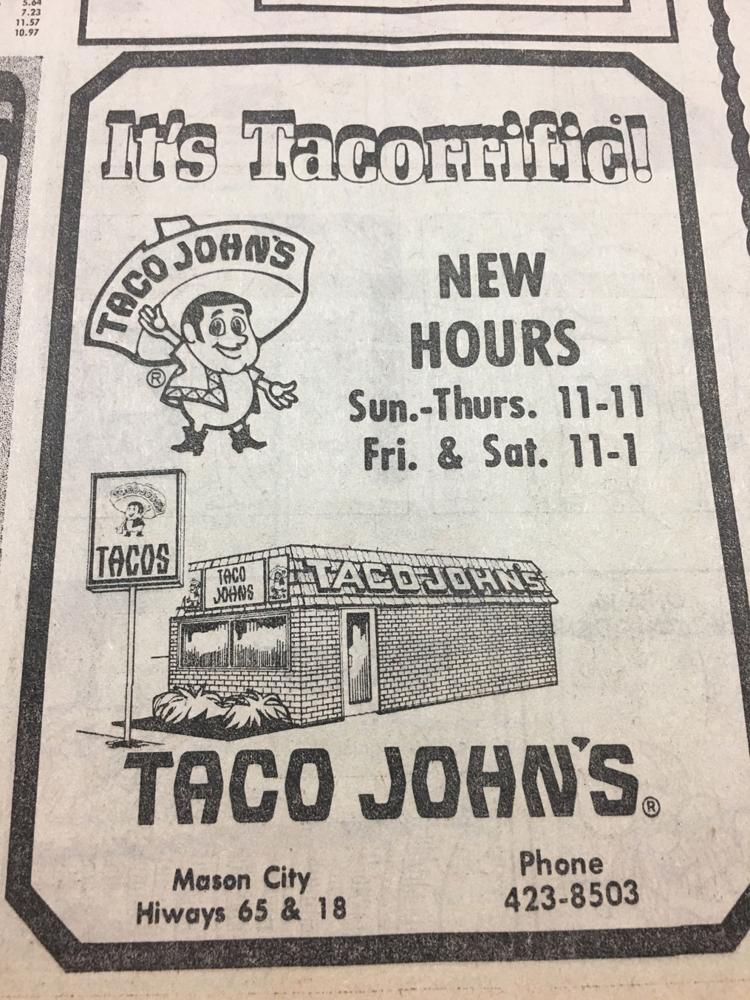 5.64
7.23
11.57
10.97
It's Tacorrific!
TACO JOHN'S
®
NEW
HOURS
Sun.-Thurs. 11-11
Fri. & Sat. 11-1
TACOS
TACO
JOHNS
TACO JOHN'S
TACO JOHN'S®
Mason City
Hiways 65 & 18
Phone
423-8503